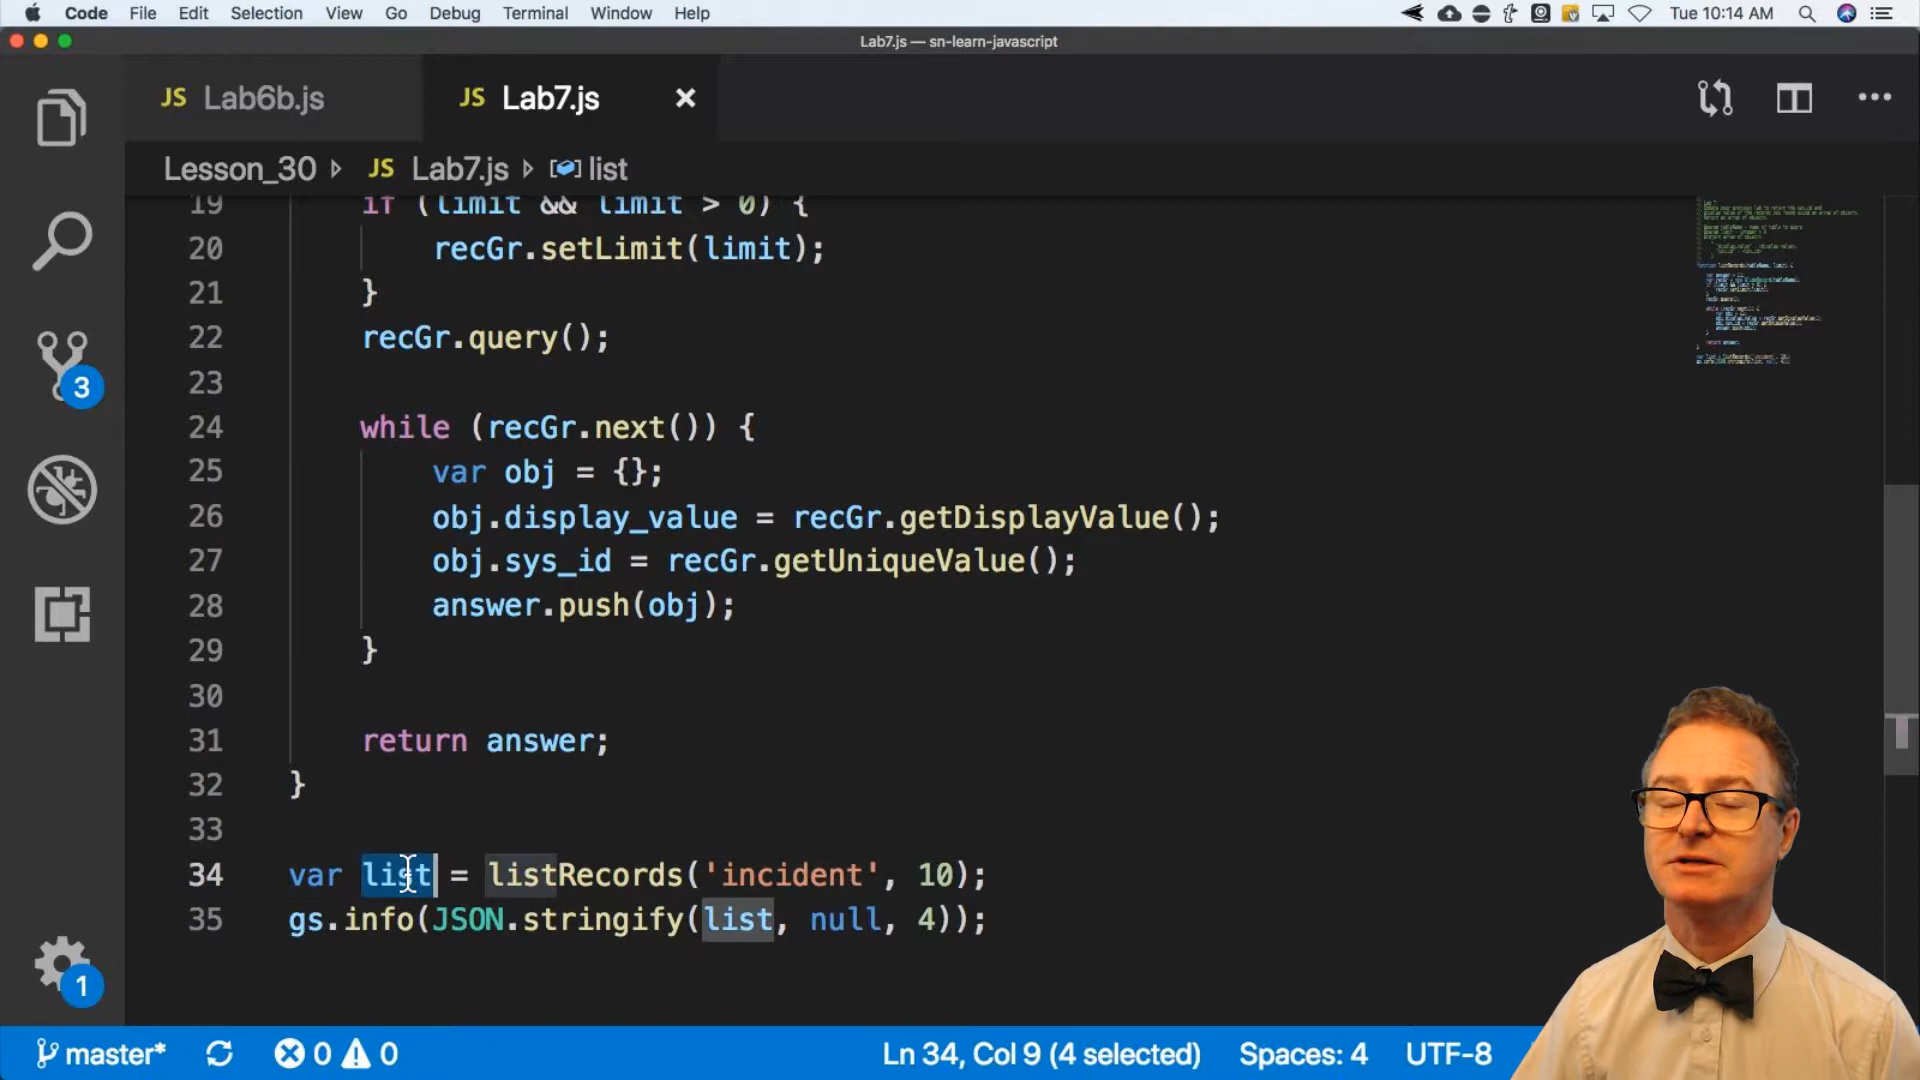 Code File Edit Selection View Go Debug Terminal Window Help Tue 10:14 AM
Lab7.js — sn-learn-javascript
JS Lab6b.js JS Lab7.js
Lesson_30 JS Lab7.js list
19 if (limit && limit > 0) {
20 recGr.setLimit(limit);
21 }
22 recGr.query();
23
24 while (recGr.next()) {
25 var obj = {};
26 obj.display_value = recGr.getDisplayValue();
27 obj.sys_id = recGr.getUniqueValue();
28 answer.push(obj);
29 }
30
31 return answer;
32 }
33
34 var list = listRecords('incident', 10);
35 gs.info(JSON.stringify(list, null, 4));
3
1
master* 0 0 Ln 34, Col 9 (4 selected) Spaces: 4 UTF-8